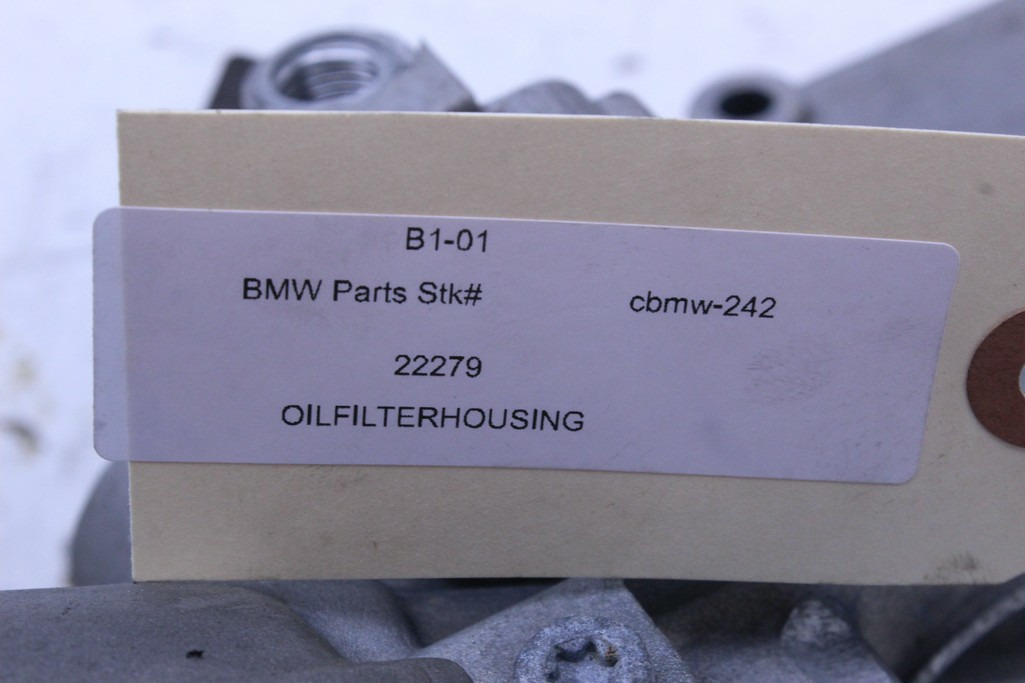 B1-01
BMW Parts Stk# cbmw-242
22279
OILFILTERHOUSING